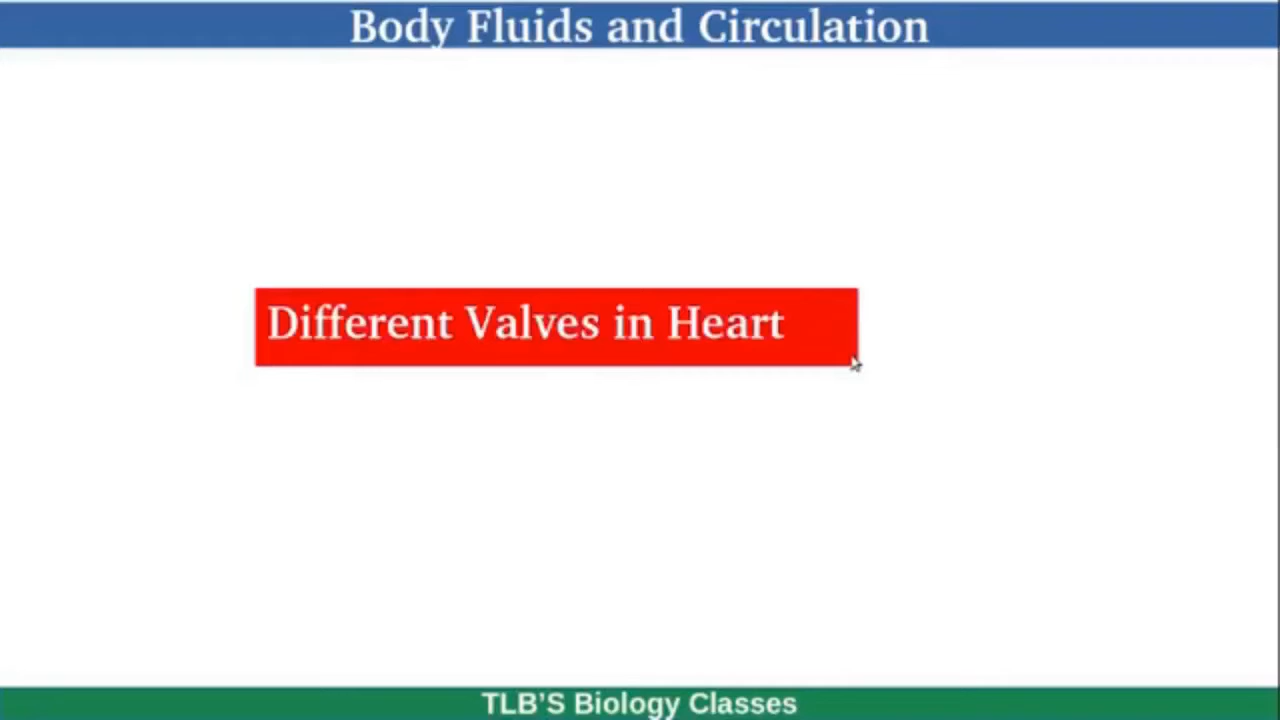 Body Fluids and Circulation
Different Valves in Heart
TLB’S Biology Classes